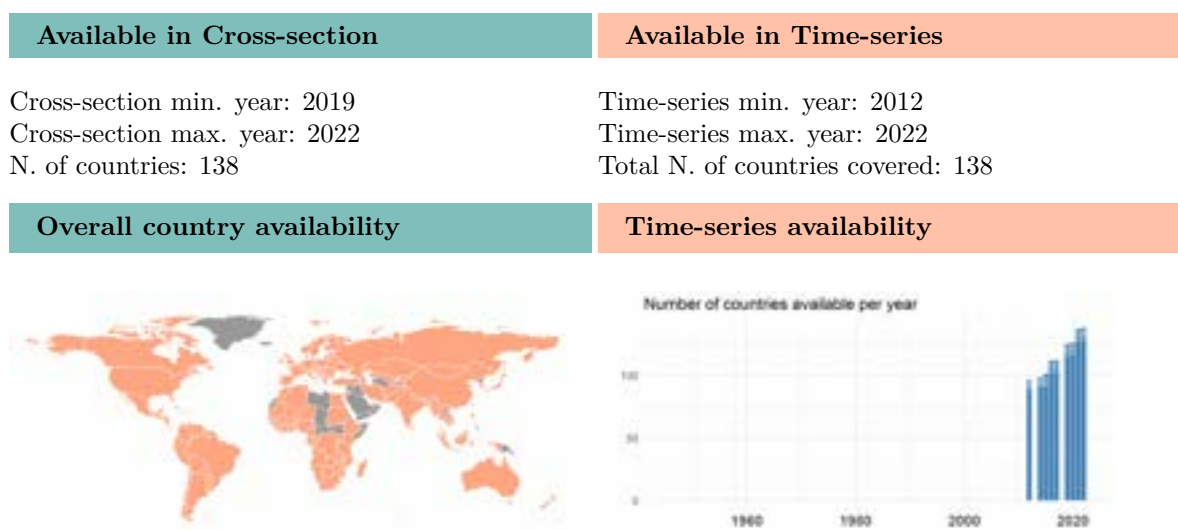 Available in Cross-section
Available in Time-series
Cross-section min. year: 2019
Cross-section max. year: 2022
N. of countries: 138
Time-series min. year: 2012
Time-series max. year: 2022
Total N. of countries covered: 138
Overall country availability
Time-series availability
Number of countries available per year
100
50
0
1960
1980
2000
2020